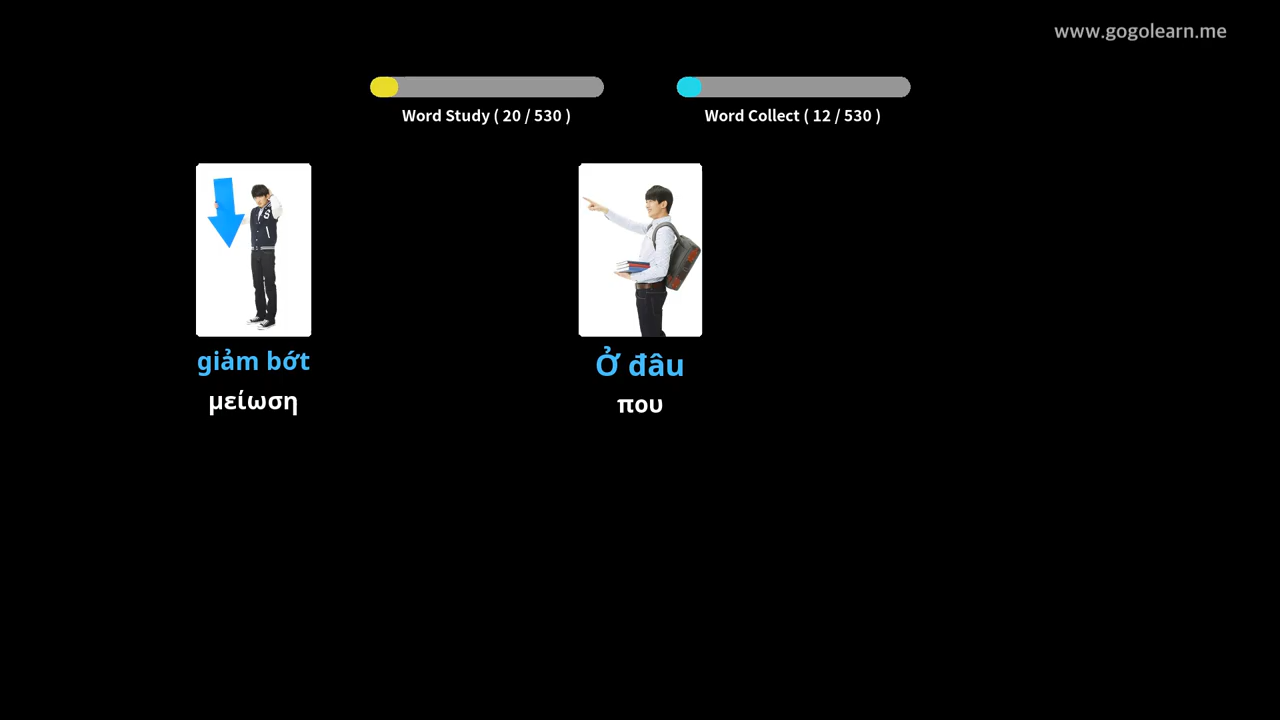 www.gogolearn.me
Word Study ( 20 / 530 )
Word Collect ( 12 / 530 )
giảm bớt
μείωση
Ở đâu
που